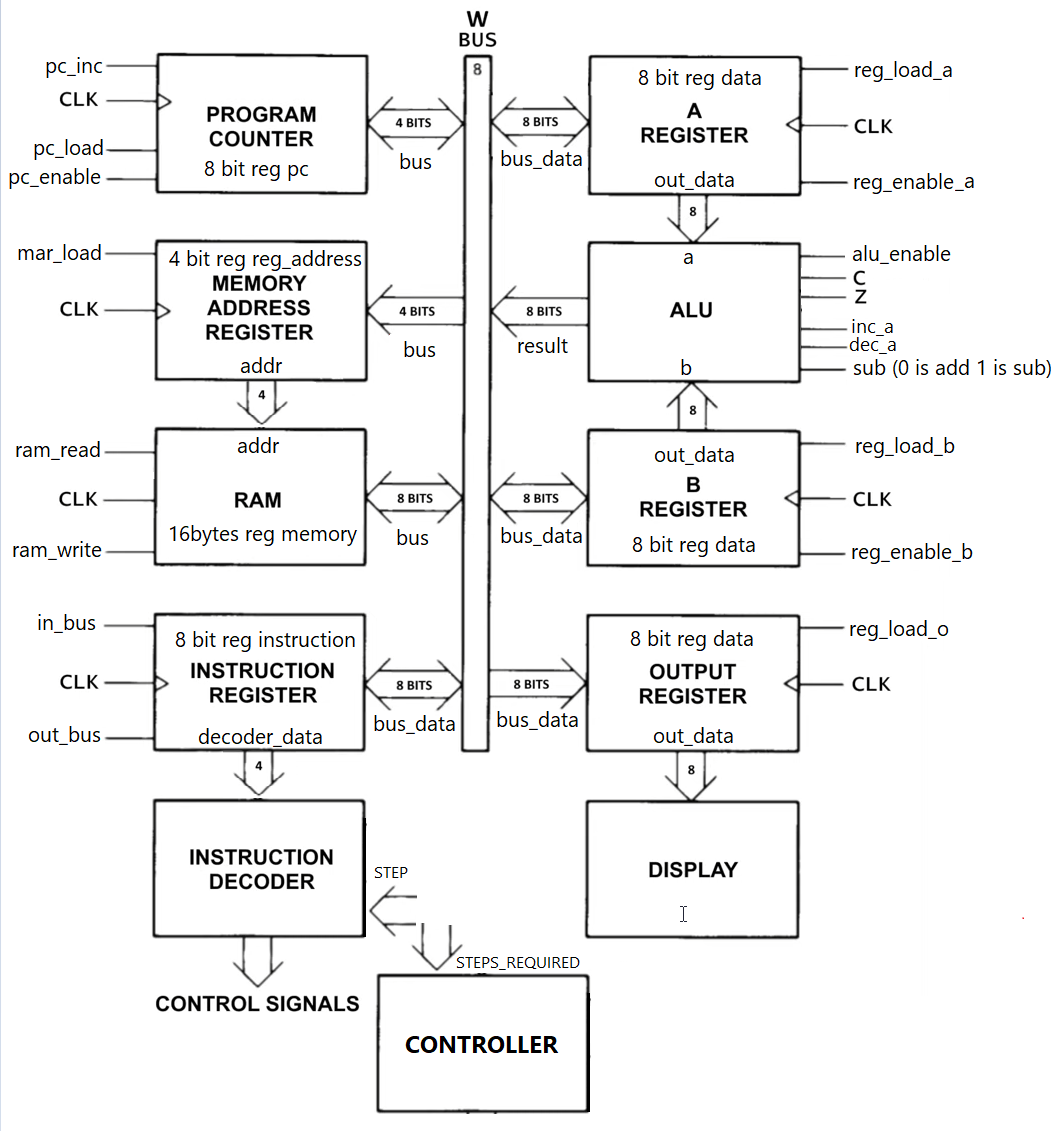 W
BUS
8
pc_inc
CLK
pc_load
pc_enable
PROGRAM
COUNTER
8 bit reg pc
4 BITS
bus
8 BITS
bus_data
8 bit reg data
A
REGISTER
out_data
reg_load_a
CLK
reg_enable_a
8
mar_load
CLK
4 bit reg reg_address
MEMORY
ADDRESS
REGISTER
addr
4 BITS
bus
8 BITS
result
a
ALU
b
alu_enable
C
Z
inc_a
dec_a
sub (0 is add 1 is sub)
4
8
ram_read
CLK
ram_write
addr
RAM
16bytes reg memory
8 BITS
bus
8 BITS
bus_data
out_data
B
REGISTER
8 bit reg data
reg_load_b
CLK
reg_enable_b
in_bus
CLK
out_bus
8 bit reg instruction
INSTRUCTION
REGISTER
decoder_data
8 BITS
bus_data
8 BITS
bus_data
8 bit reg data
OUTPUT
REGISTER
out_data
reg_load_o
CLK
4
8
INSTRUCTION
DECODER
STEP
DISPLAY
STEPS_REQUIRED
CONTROL SIGNALS
CONTROLLER